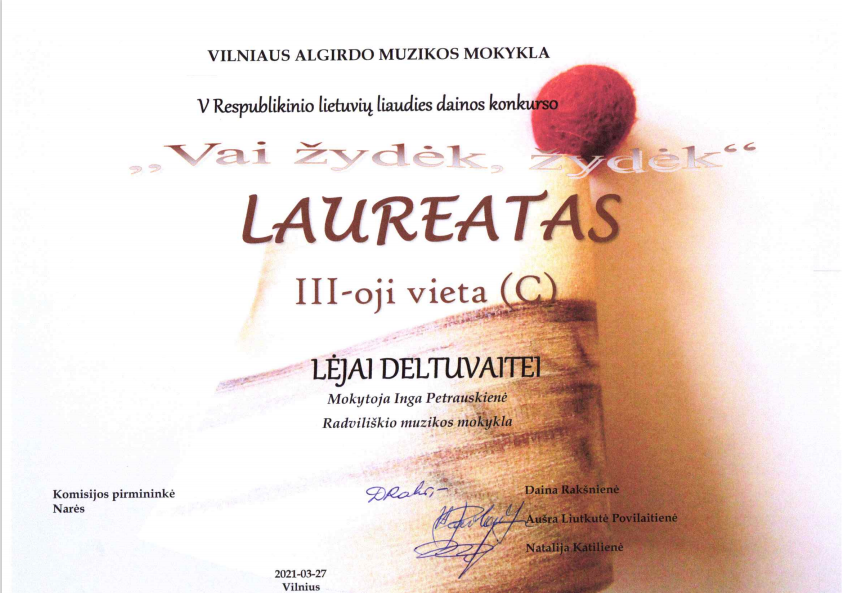 VILNIAUS ALGIRDO MUZIKOS MOKYKLA
V Respublikinio lietuvių liaudies dainos konkurso
„Vai žydėk, žydėk“
LAUREATAS
III-oji vieta (C)
LĖJAI DELTUVAITEI
Mokytoja Inga Petrauskienė
Radviliškio muzikos mokykla
Komisijos pirmininkė Daina Rakšnienė
Narės Aušra Liutkutė Povilaitienė
Natalija Katilienė
2021-03-27
Vilnius